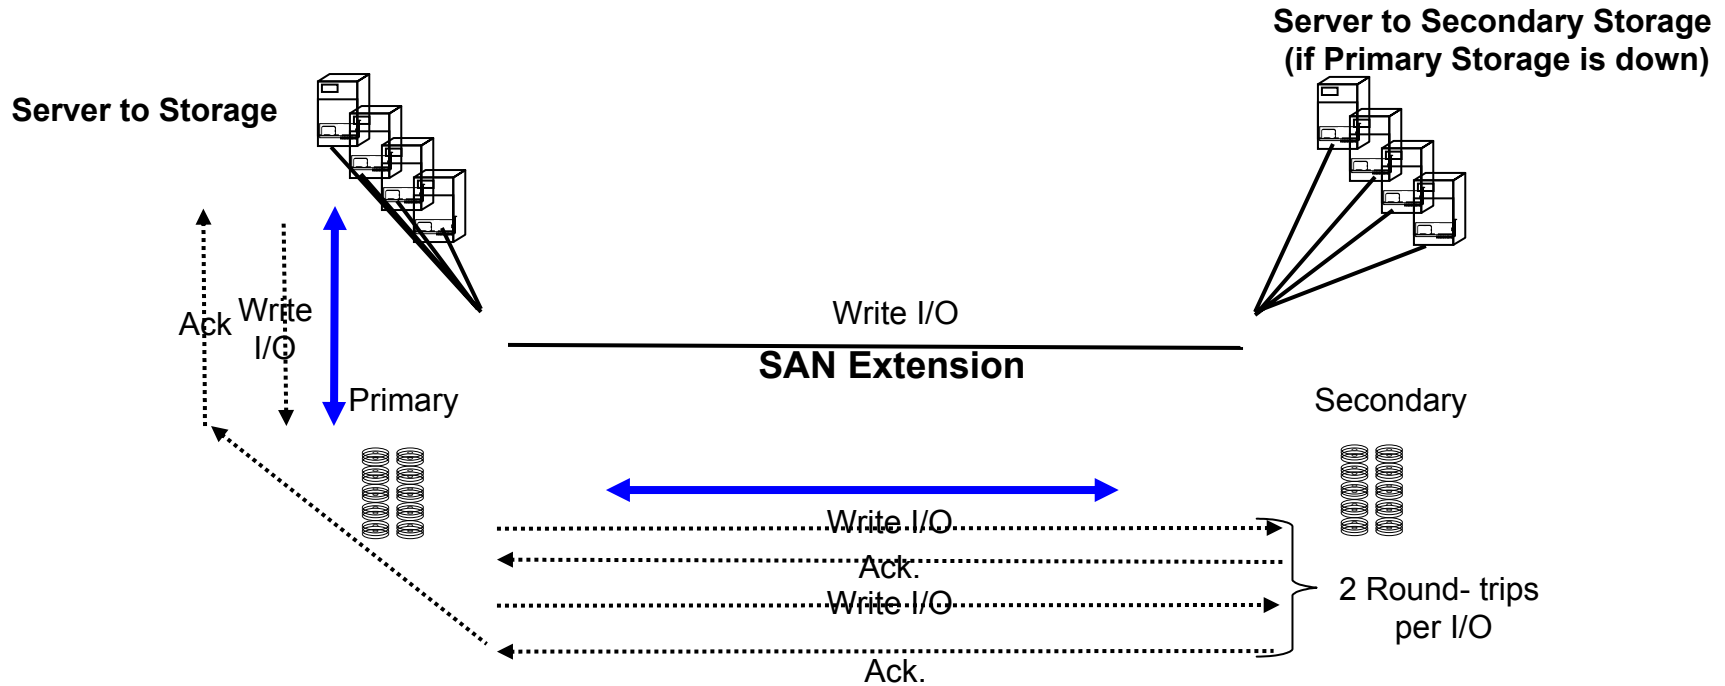 Server to Secondary Storage
(if Primary Storage is down)
Server to Storage
Ack
Write
I/O
Write I/O
SAN Extension
Primary
Secondary
Write I/O
Ack.
Write I/O
Ack.
2 Round- trips
per I/O